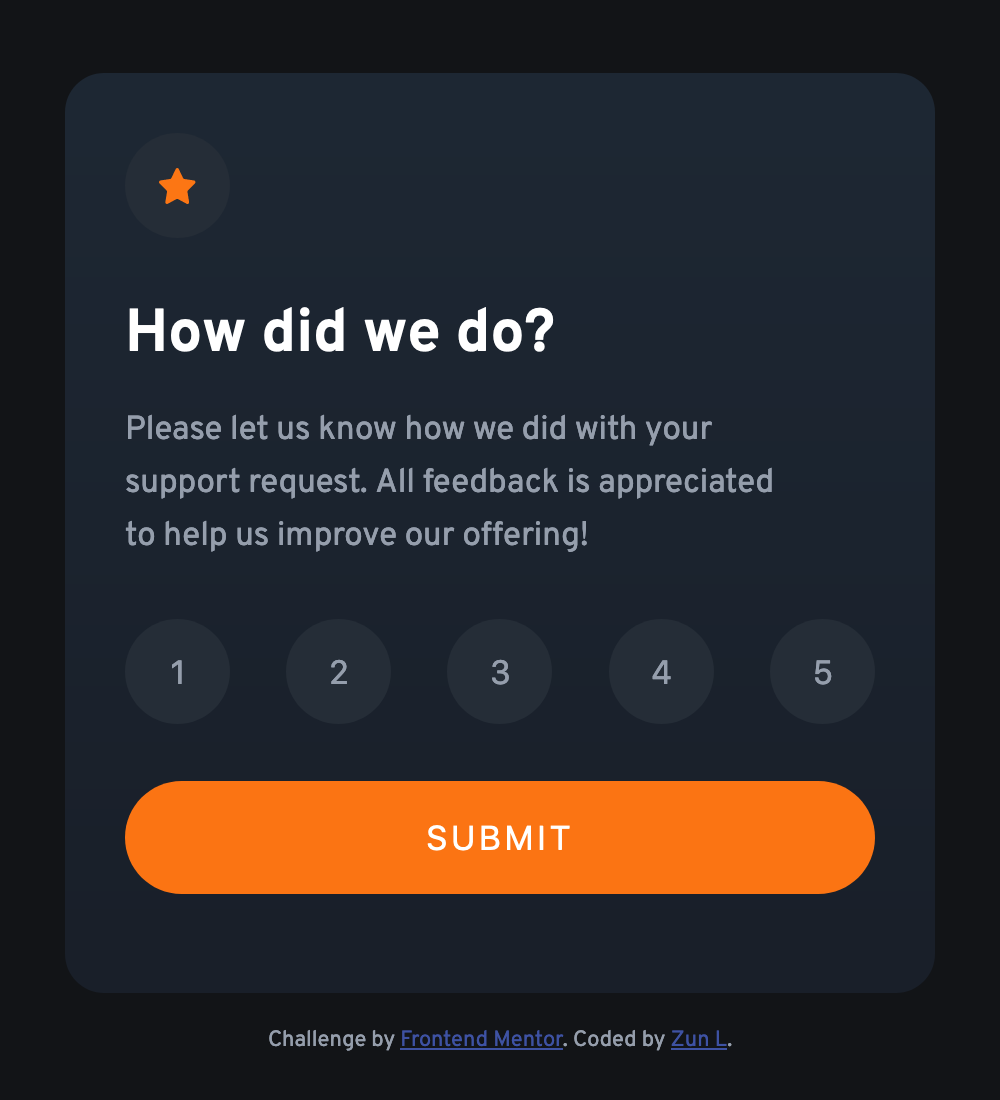 How did we do?
Please let us know how we did with your
support request. All feedback is appreciated
to help us improve our offering!
1 2 3 4 5
SUBMIT
Challenge by Frontend Mentor. Coded by Zun L.